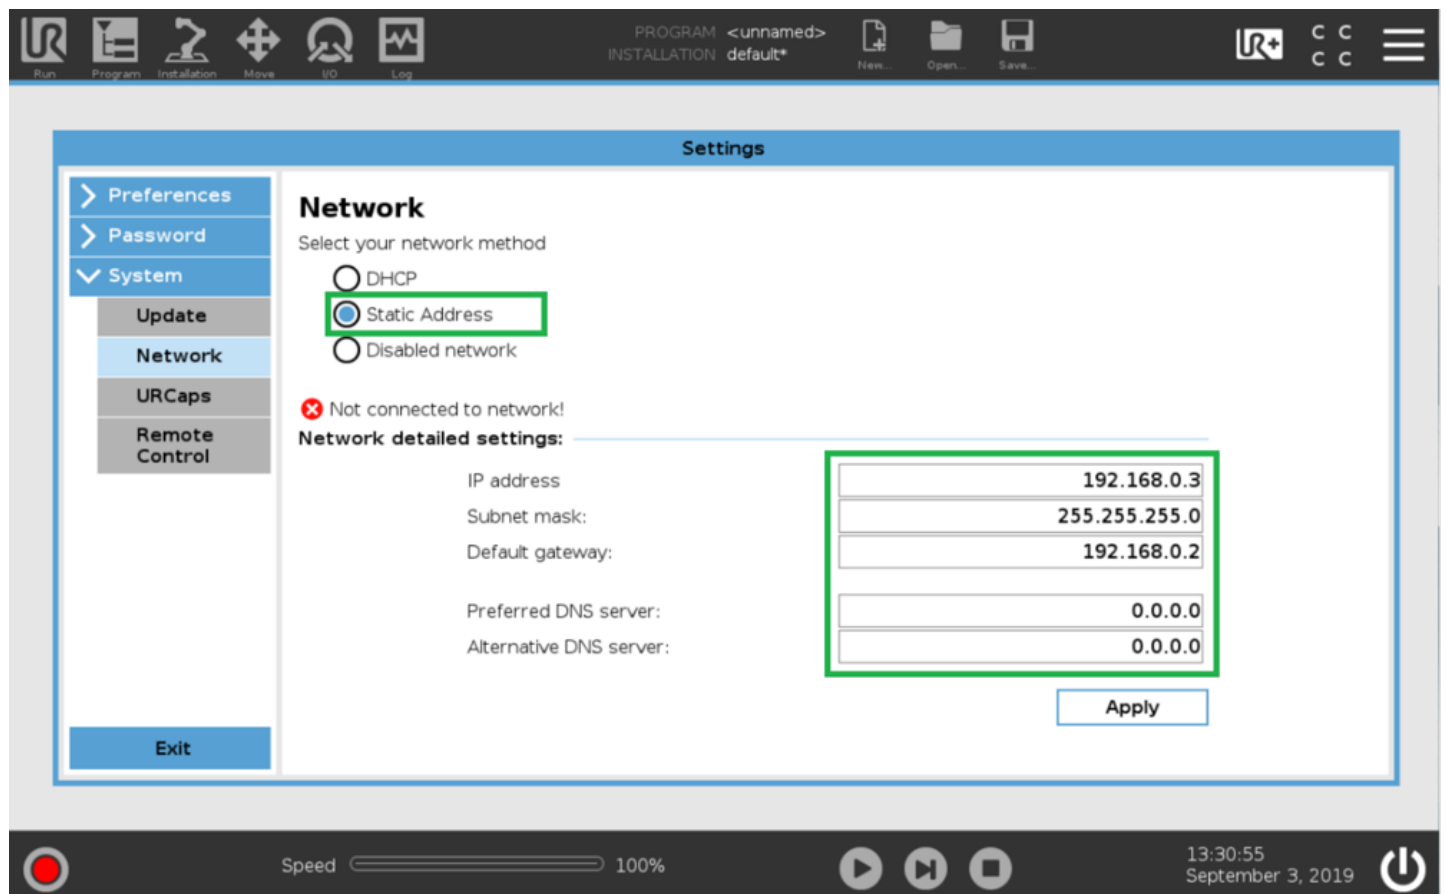 UR
PROGRAM <unnamed>
INSTALLATION default*
UR+
C C
C C
Run
Program
Installation
Move
I/O
Log
New...
Open...
Save...
Settings
Preferences
Password
System
Update
Network
URCaps
Remote
Control
Exit
Network
Select your network method
DHCP
Static Address
Disabled network
Not connected to network!
Network detailed settings:
IP address 192.168.0.3
Subnet mask: 255.255.255.0
Default gateway: 192.168.0.2
Preferred DNS server: 0.0.0.0
Alternative DNS server: 0.0.0.0
Apply
Speed 100%
13:30:55
September 3, 2019